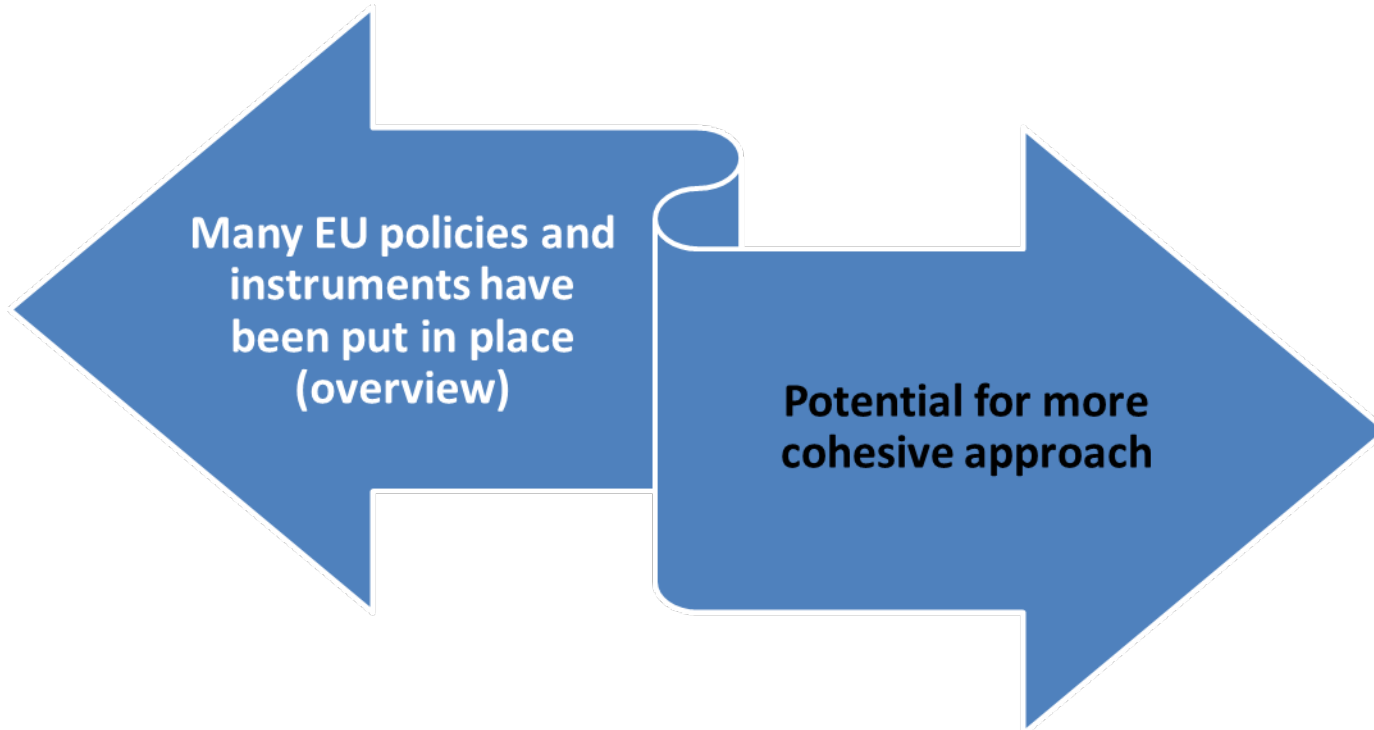 Many EU policies and
instruments have
been put in place
(overview)
Potential for more
cohesive approach